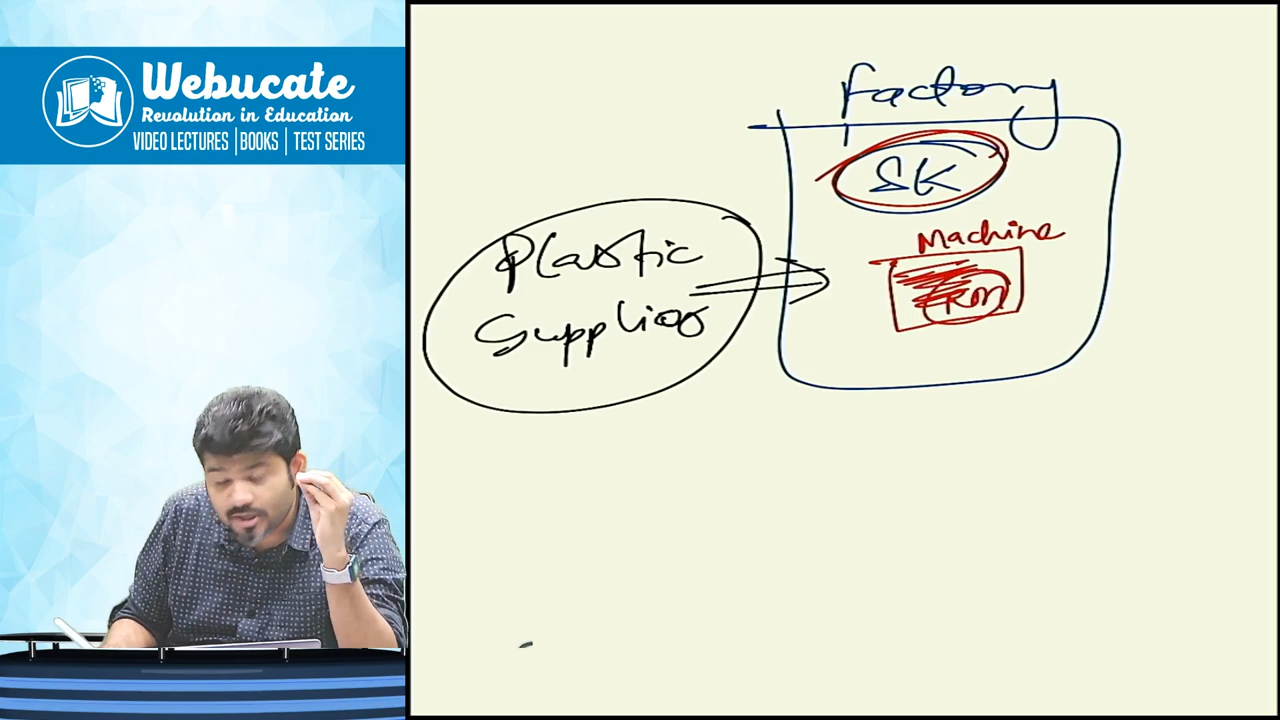 Webucate
Revolution in Education
VIDEO LECTURES | BOOKS | TEST SERIES
Factory
SK
Machine
RM
Plastic
Supplier